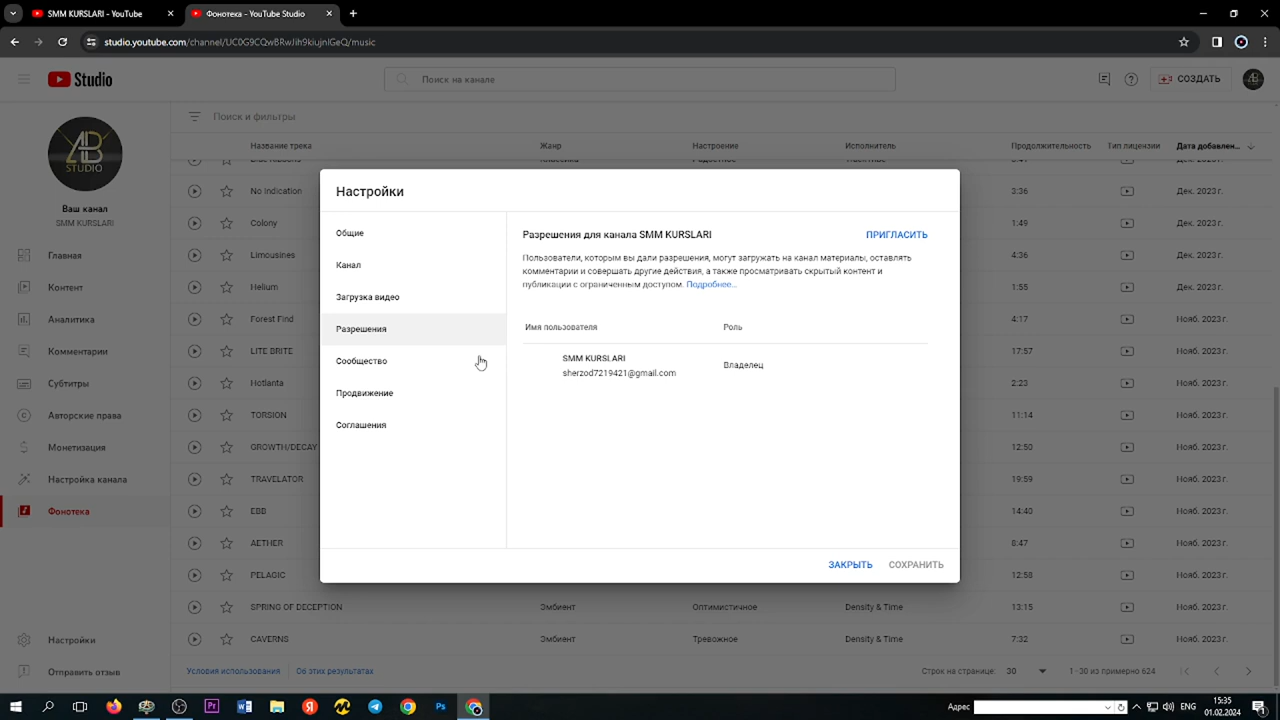 SMM KURSLARI - YouTube
Фонотека - YouTube Studio
studio.youtube.com/channel/UC0G9CQwBRwJih9kiujnIGeQ/music
Studio
Поиск на канале
СОЗДАТЬ
AB
STUDIO
Ваш канал
SMM KURSLARI
Главная
Контент
Аналитика
Комментарии
Субтитры
Авторские права
Монетизация
Настройка канала
Фонотека
Настройки
Отправить отзыв
Поиск и фильтры
Название трека Жанр Настроение Исполнитель Продолжительность Тип лицензии Дата добавлен...
No Indication 3:36 Дек. 2023 г.
Colony 1:49 Дек. 2023 г.
Limousines 4:36 Дек. 2023 г.
Helium 1:55 Дек. 2023 г.
Forest Find 4:17 Нояб. 2023 г.
LITE BRITE 17:57 Нояб. 2023 г.
Hotlanta 2:23 Нояб. 2023 г.
TORSION 11:14 Нояб. 2023 г.
GROWTH/DECAY 12:50 Нояб. 2023 г.
TRAVELATOR 19:59 Нояб. 2023 г.
EBB 14:40 Нояб. 2023 г.
AETHER 8:47 Нояб. 2023 г.
PELAGIC 12:58 Нояб. 2023 г.
SPRING OF DECEPTION Эмбиент Оптимистичное Density & Time 13:15 Нояб. 2023 г.
CAVERNS Эмбиент Тревожное Density & Time 7:32 Нояб. 2023 г.
Условия использования Об этих результатах Строк на странице: 30 1-30 из примерно 624
Настройки
Общие
Канал
Загрузка видео
Разрешения
Сообщество
Продвижение
Соглашения
Разрешения для канала SMM KURSLARI ПРИГЛАСИТЬ
Пользователи, которым вы дали разрешения, могут загружать на канал материалы, оставлять
комментарии и совершать другие действия, а также просматривать скрытый контент и
публикации с ограниченным доступом. Подробнее...
Имя пользователя Роль
SMM KURSLARI
sherzod7219421@gmail.com
Владелец
ЗАКРЫТЬ СОХРАНИТЬ
Адрес
ENG
15:35
01.02.2024